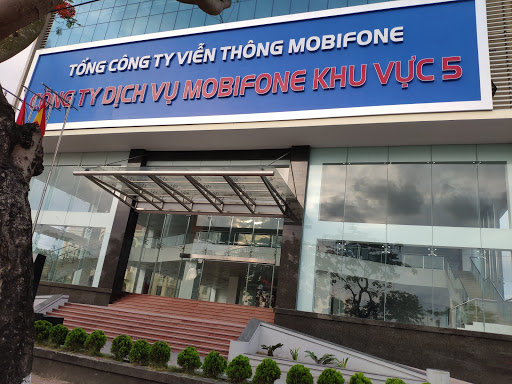 TỔNG CÔNG TY VIỄN THÔNG MOBIFONE
CÔNG TY DỊCH VỤ MOBIFONE KHU VỰC 5